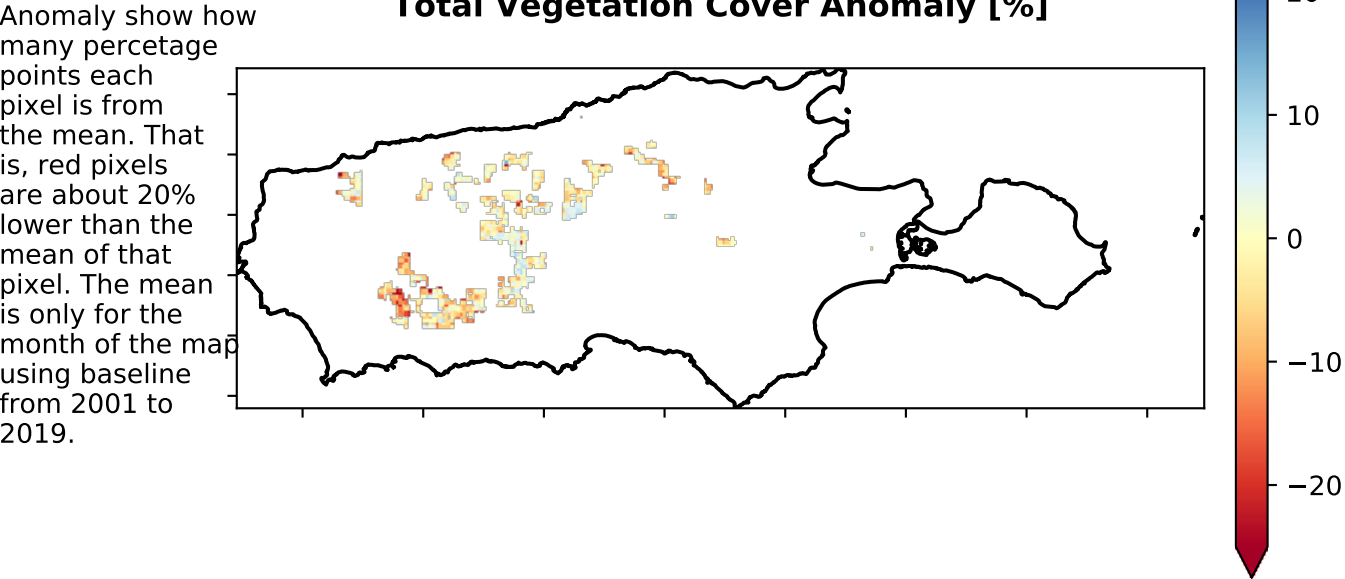 Total Vegetation Cover Anomaly [%]
Anomaly show how
many percetage
points each
pixel is from
the mean. That
is, red pixels
are about 20%
lower than the
mean of that
pixel. The mean
is only for the
month of the map
using baseline
from 2001 to
2019.
10
0
−10
−20